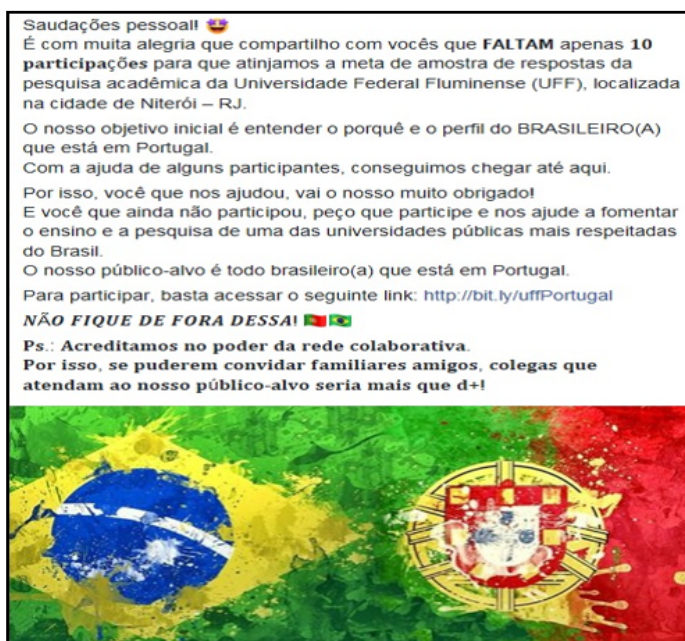 Saudações pessoal! 🤩
É com muita alegria que compartilho com vocês que FALTAM apenas 10
participações para que atinjamos a meta de amostra de respostas da
pesquisa acadêmica da Universidade Federal Fluminense (UFF), localizada
na cidade de Niterói – RJ.
O nosso objetivo inicial é entender o porquê e o perfil do BRASILEIRO(A)
que está em Portugal.
Com a ajuda de alguns participantes, conseguimos chegar até aqui.
Por isso, você que nos ajudou, vai o nosso muito obrigado!
E você que ainda não participou, peço que participe e nos ajude a fomentar
o ensino e a pesquisa de uma das universidades públicas mais respeitadas
do Brasil.
O nosso público-alvo é todo brasileiro(a) que está em Portugal.
Para participar, basta acessar o seguinte link: http://bit.ly/uffPortugal
NÃO FIQUE DE FORA DESSA! 🇵🇹🇧🇷
Ps.: Acreditamos no poder da rede colaborativa.
Por isso, se puderem convidar familiares amigos, colegas que
atendam ao nosso público-alvo seria mais que d+!